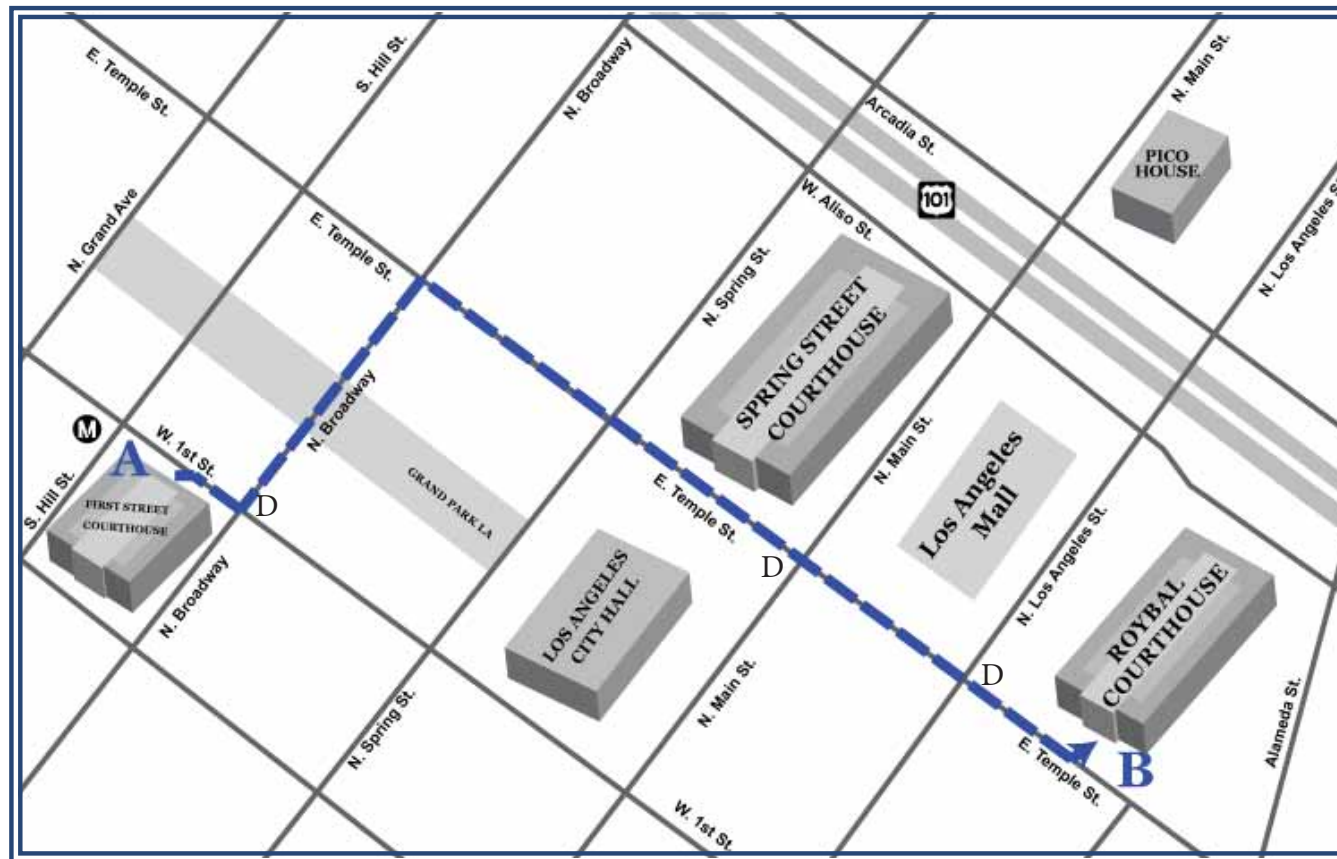 E. Temple St.
S. Hill St.
N. Broadway
N. Main St.
Arcadia St.
PICO
HOUSE
101
W. Aliso St.
N. Grand Ave
E. Temple St.
N. Spring St.
N. Los Angeles St.
SPRING STREET
COURTHOUSE
N. Broadway
M
A
W. 1st St.
S. Hill St.
FIRST STREET
COURTHOUSE
D
GRAND PARK LA
E. Temple St.
N. Main St.
Los Angeles
Mall
D
N. Los Angeles St.
N. Broadway
LOS ANGELES
CITY HALL
ROYBAL
COURTHOUSE
D
N. Main St.
N. Spring St.
Alameda St.
E. Temple St.
B
W. 1st St.